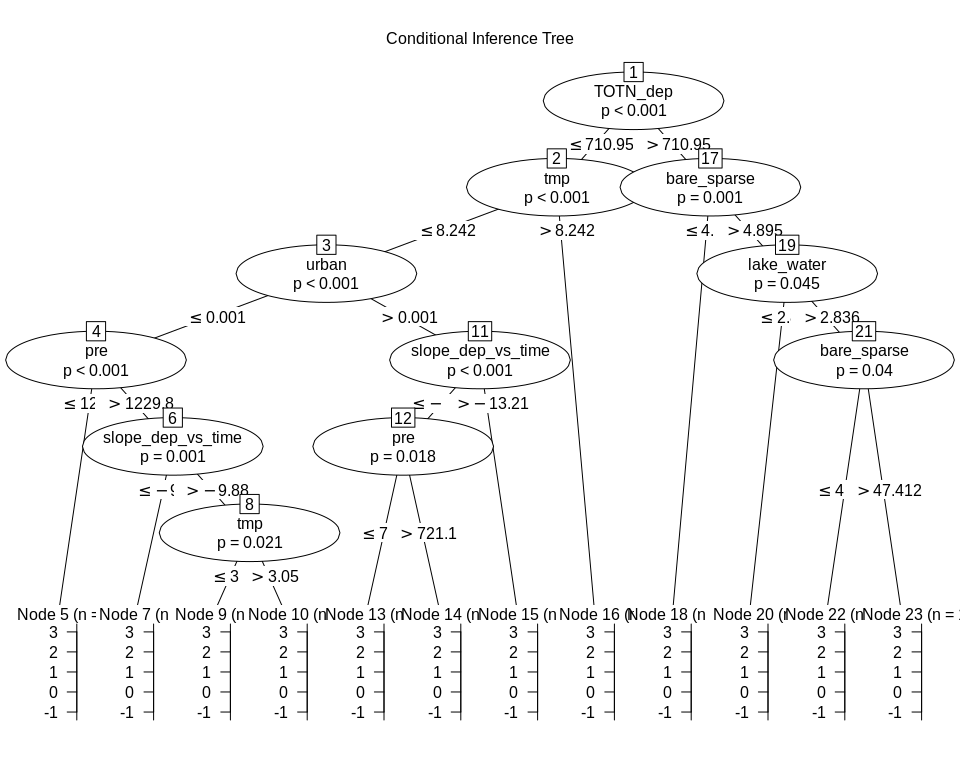 Conditional Inference Tree
1
TOTN_dep
p < 0.001
≤ 710.95 > 710.95
2 17
tmp bare_sparse
p < 0.001 p = 0.001
≤ 8.242 > 8.242 ≤ 4. > 4.895
3 19
urban lake_water
p < 0.001 p = 0.045
≤ 0.001 > 0.001 ≤ 2. > 2.836
4 11 21
pre slope_dep_vs_time bare_sparse
p < 0.001 p < 0.001 p = 0.04
≤ 12 > 1229.8 ≤ − > −13.21
6 12
slope_dep_vs_time pre
p = 0.001 p = 0.018
≤ −9 > −9.88 ≤ 4 > 47.412
8
tmp
p = 0.021
≤ 7 > 721.1
≤ 3 > 3.05
Node 5 (n = Node 7 (n Node 9 (n Node 10 (n Node 13 (n Node 14 (n Node 15 (n Node 16 ( Node 18 (n Node 20 (n Node 22 (n Node 23 (n = 
3 3 3 3 3 3 3 3 3 3 3 3
2 2 2 2 2 2 2 2 2 2 2 2
1 1 1 1 1 1 1 1 1 1 1 1
0 0 0 0 0 0 0 0 0 0 0 0
-1 -1 -1 -1 -1 -1 -1 -1 -1 -1 -1 -1